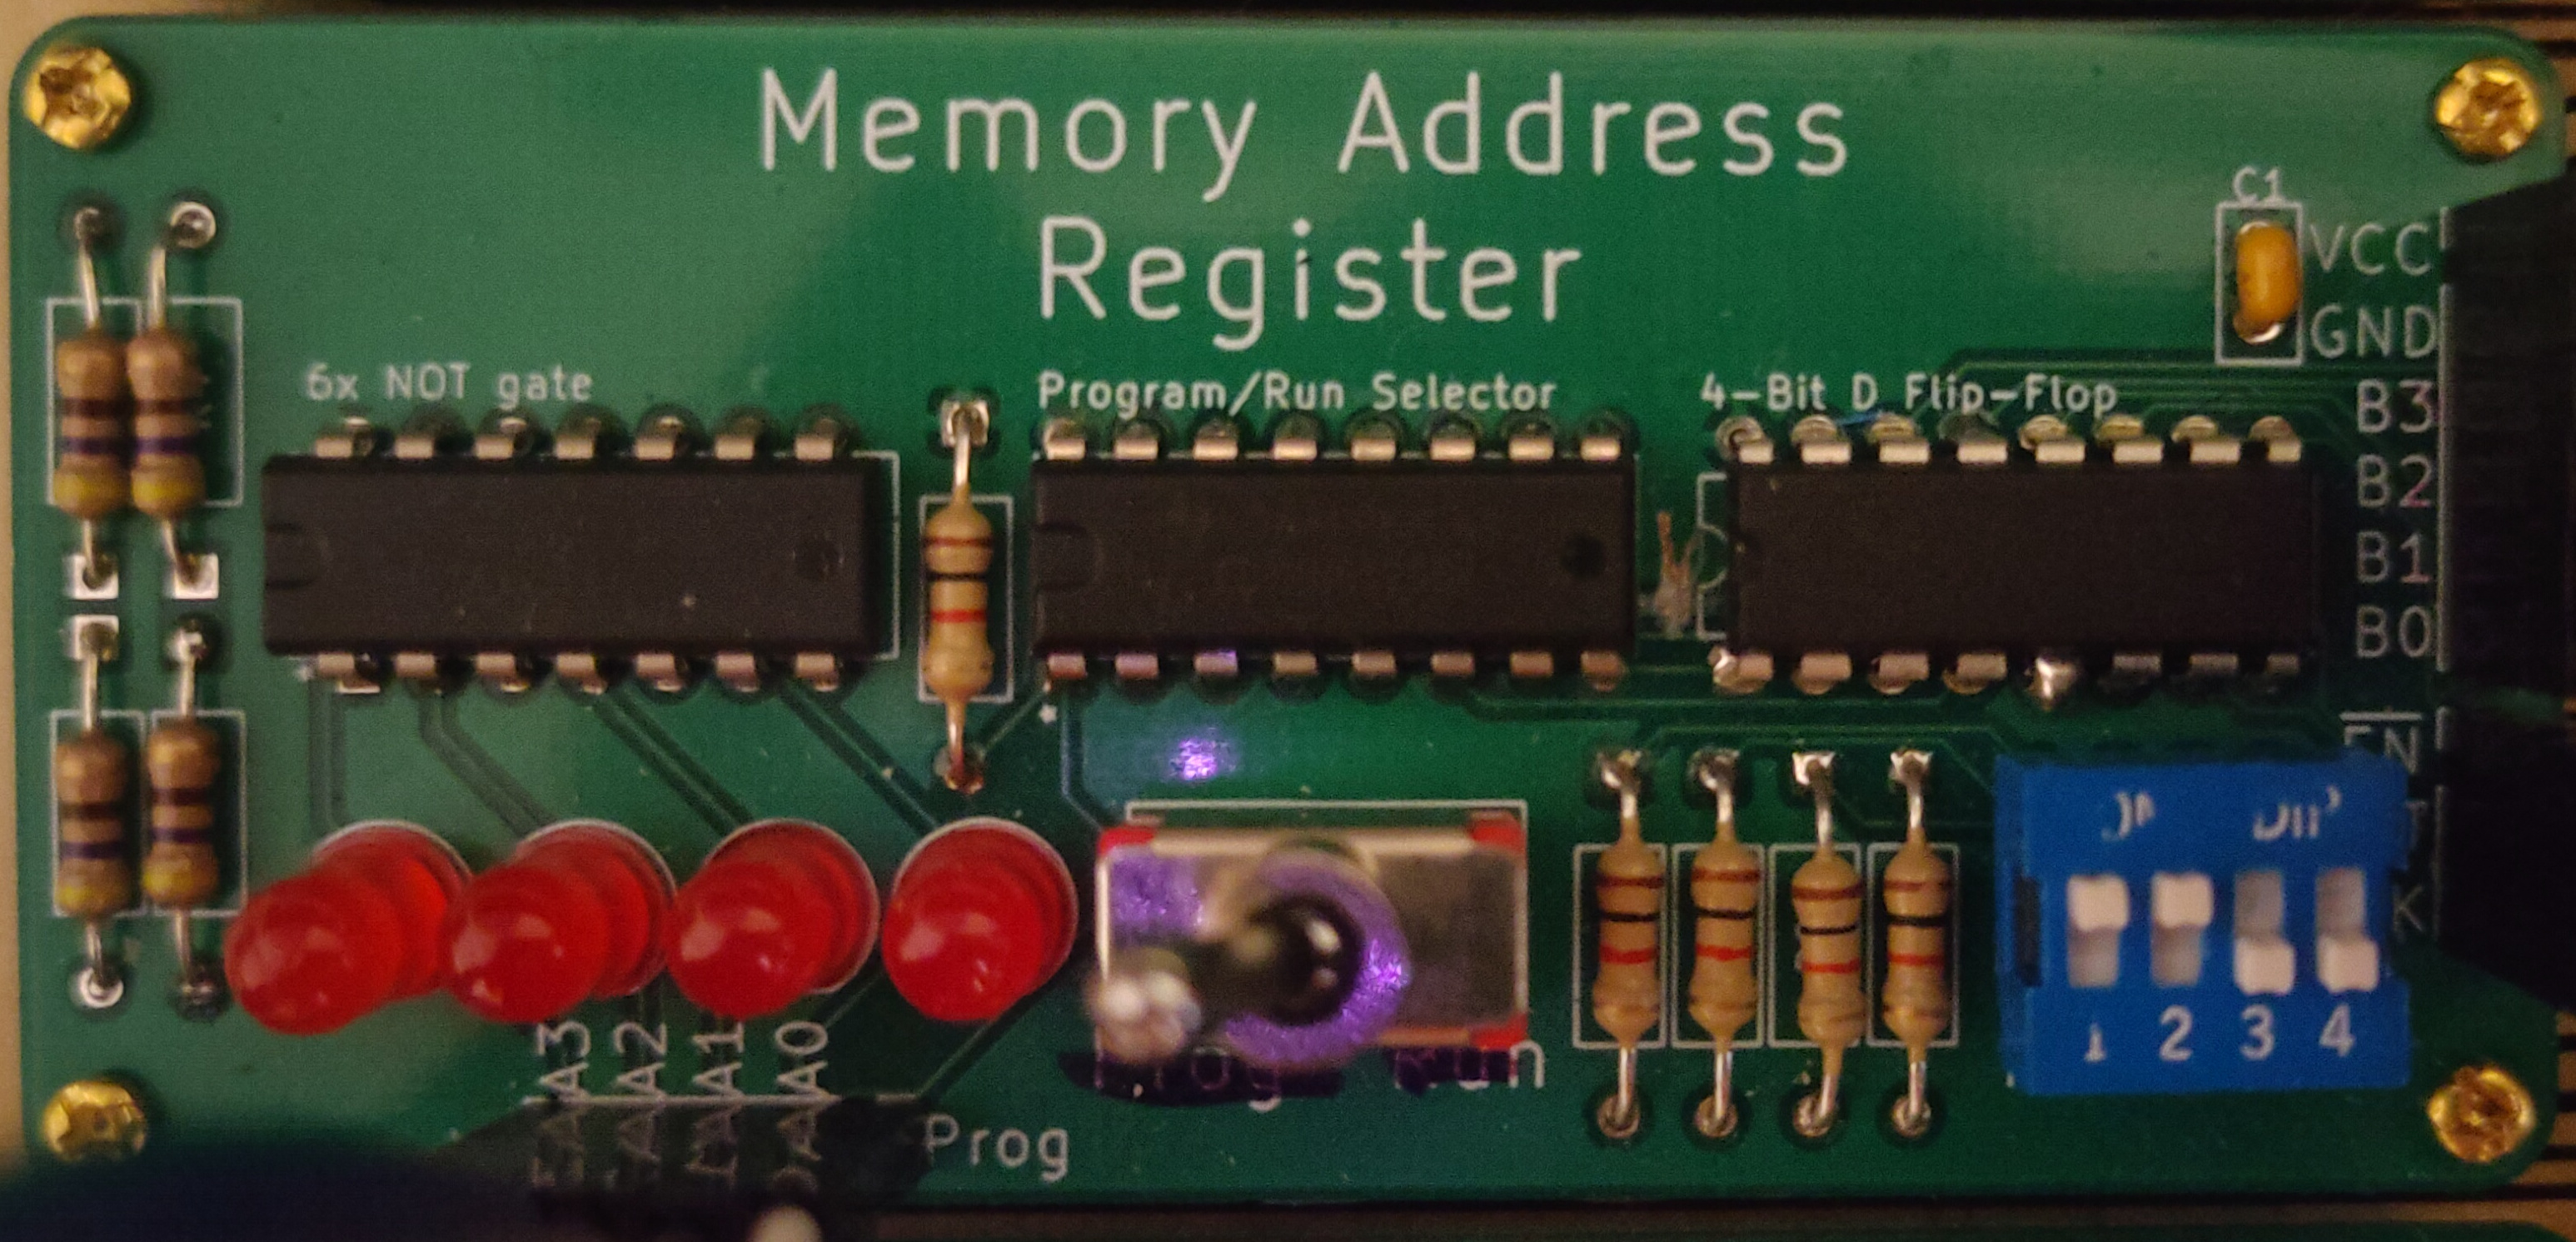 Memory Address
Register
C1
VCC
GND
6x NOT gate
Program/Run Selector
4-Bit D Flip-Flop
B3
B2
B1
B0
EN
1 2 3 4
A3
A2
A1
A0
Prog